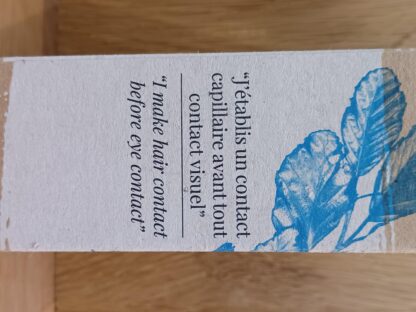 “J’établis un contact
capillaire avant tout
contact visuel”
“I make hair contact
before eye contact”